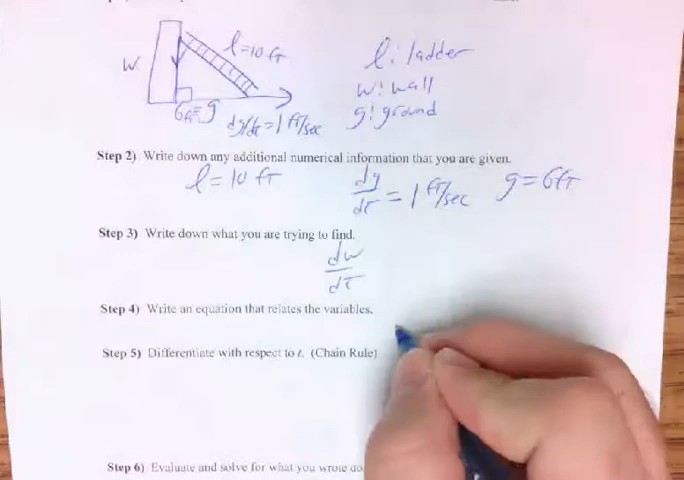 l=10 ft
W
6ft=g
dg/dt=1 ft/sec
l: ladder
w: wall
g: ground
Step 2) Write down any additional numerical information that you are given.
l=10 ft
dg/dt = 1 ft/sec
g=6ft
Step 3) Write down what you are trying to find.
dw/dt
Step 4) Write an equation that relates the variables.
Step 5) Differentiate with respect to t. (Chain Rule)
Step 6) Evaluate and solve for what you wrote do